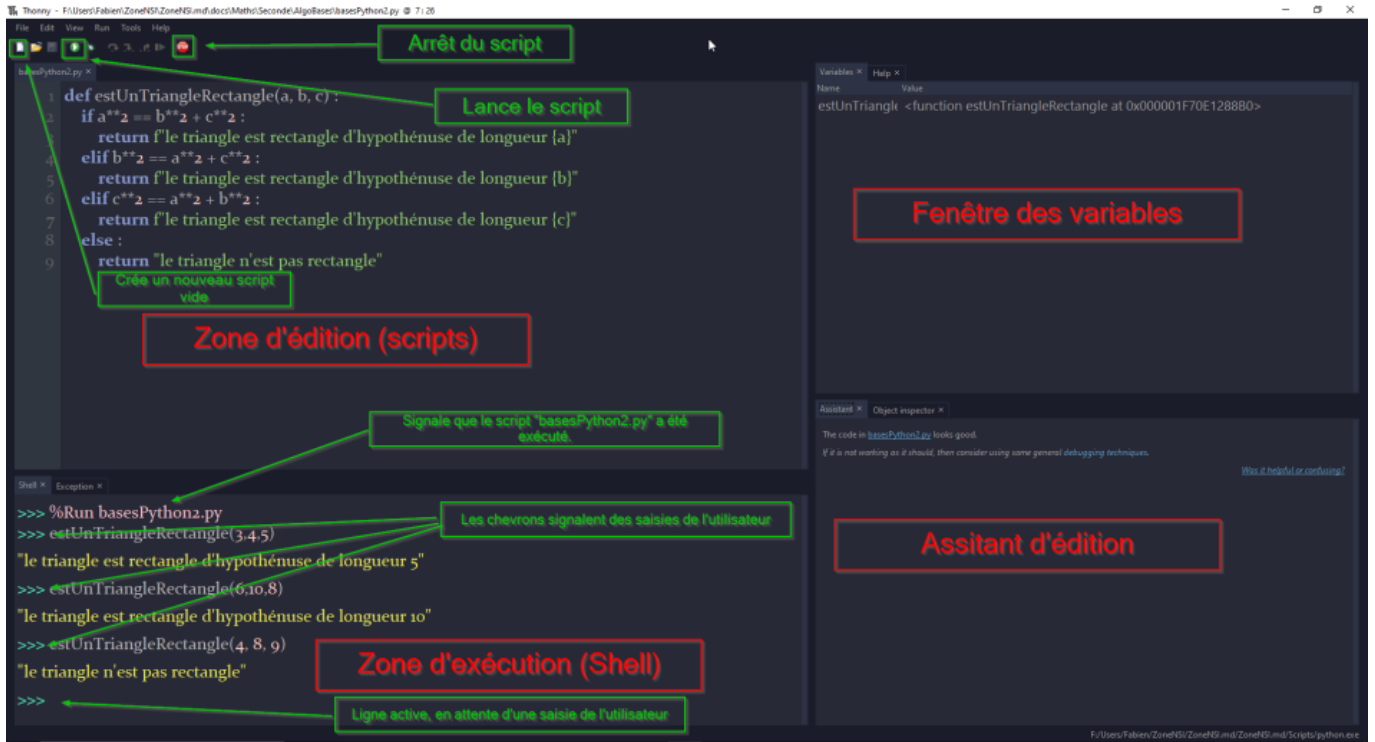 Thonny - F:\Users\Fabien\ZoneNSI\ZoneNSI.md\docs\Maths\Seconde\AlgoBases\basesPython2.py @ 7 : 26
File Edit View Run Tools Help
Arrêt du script
basesPython2.py ×
Lance le script
1 def estUnTriangleRectangle(a, b, c) :
2 if a**2 == b**2 + c**2 :
3 return f"le triangle est rectangle d'hypothénuse de longueur {a}"
4 elif b**2 == a**2 + c**2 :
5 return f"le triangle est rectangle d'hypothénuse de longueur {b}"
6 elif c**2 == a**2 + b**2 :
7 return f"le triangle est rectangle d'hypothénuse de longueur {c}"
8 else :
9 return "le triangle n'est pas rectangle"
Crée un nouveau script
vide
Zone d'édition (scripts)
Signale que le script "basesPython2.py" a été
exécuté.
Variables × Help ×
Name Value
estUnTriangle <function estUnTriangleRectangle at 0x000001F70E1288B0>
Fenêtre des variables
Assistant × Object inspector ×
The code in basesPython2.py looks good.
If it is not working as it should, then consider using some general debugging techniques.
Was it helpful or confusing?
Assitant d'édition
Shell × Exception ×
>>> %Run basesPython2.py
>>> estUnTriangleRectangle(3,4,5)
"le triangle est rectangle d'hypothénuse de longueur 5"
>>> estUnTriangleRectangle(6,10,8)
"le triangle est rectangle d'hypothénuse de longueur 10"
>>> estUnTriangleRectangle(4, 8, 9)
"le triangle n'est pas rectangle"
>>>
Les chevrons signalent des saisies de l'utilisateur
Zone d'exécution (Shell)
Ligne active, en attente d'une saisie de l'utilisateur
F:/Users/Fabien/ZoneNSI/ZoneNSI.md/ZoneNSI.md/Scripts/python.exe